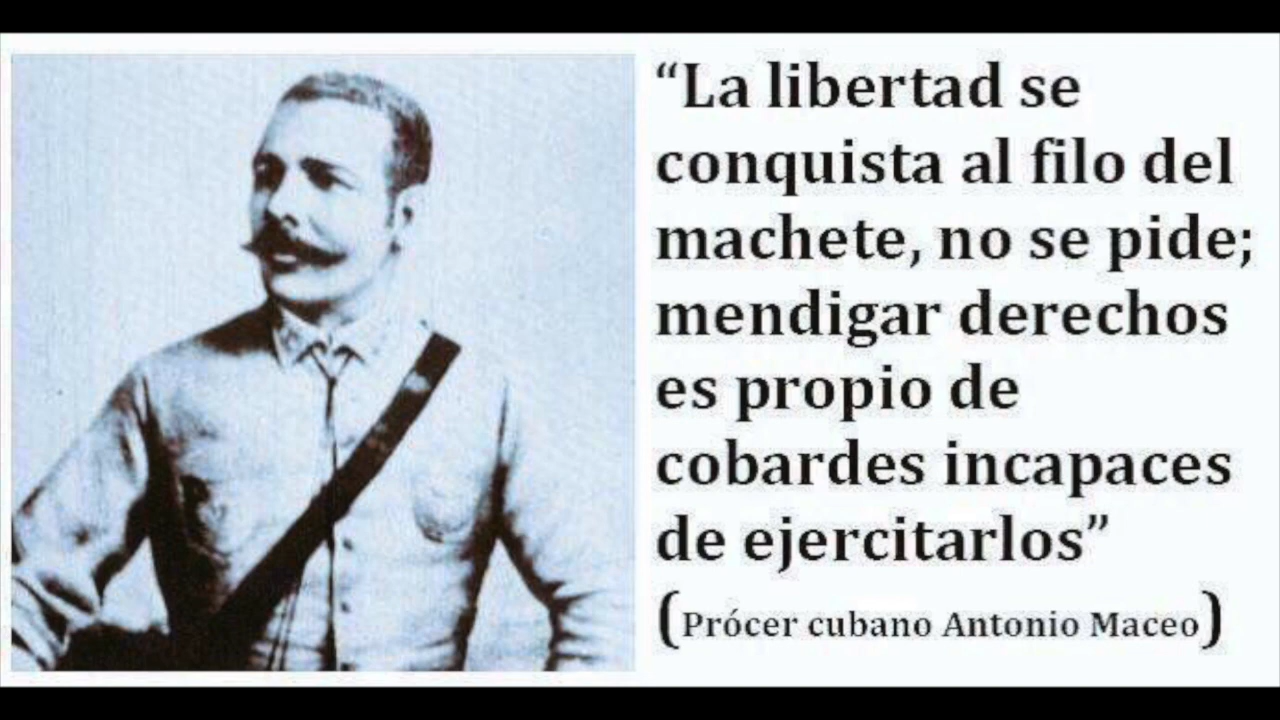 “La libertad se
conquista al filo del
machete, no se pide;
mendigar derechos
es propio de
cobardes incapaces
de ejercitarlos”
(Prócer cubano Antonio Maceo)